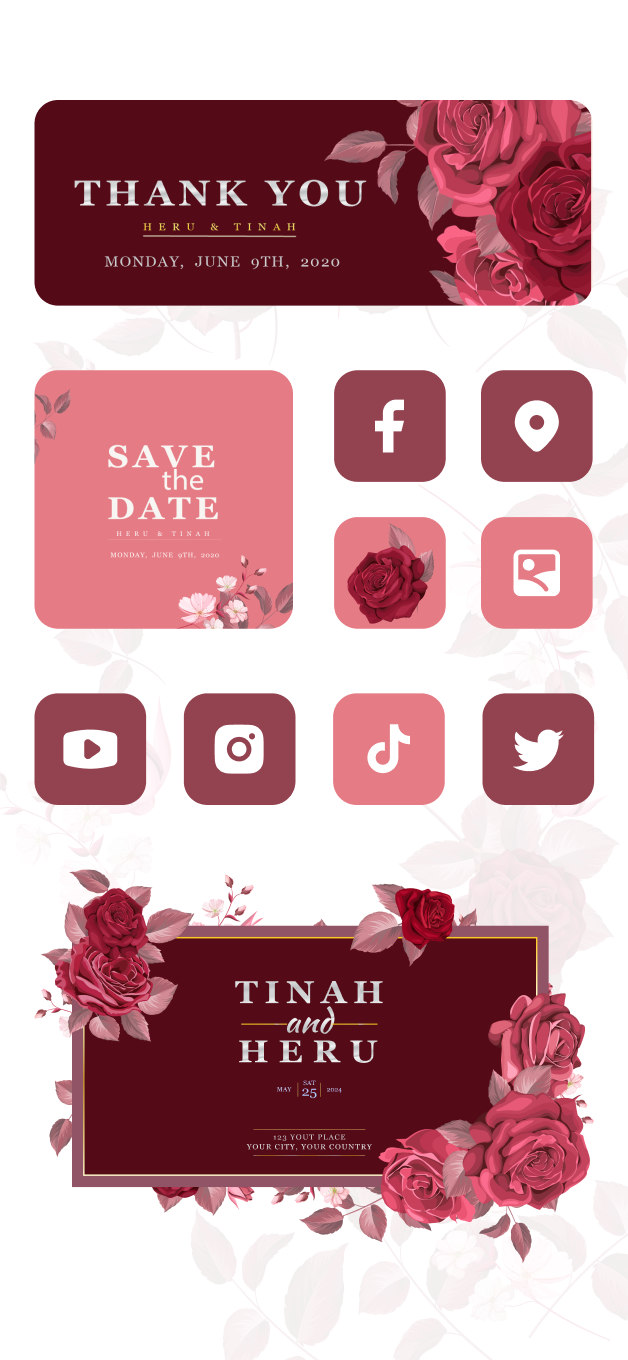 THANK YOU
HERU & TINAH
MONDAY, JUNE 9TH, 2020
SAVE
the
DATE
HERU & TINAH
MONDAY, JUNE 9TH, 2020
TINAH
and
HERU
MAY SAT 25 2024
123 YOUT PLACE
YOUR CITY, YOUR COUNTRY